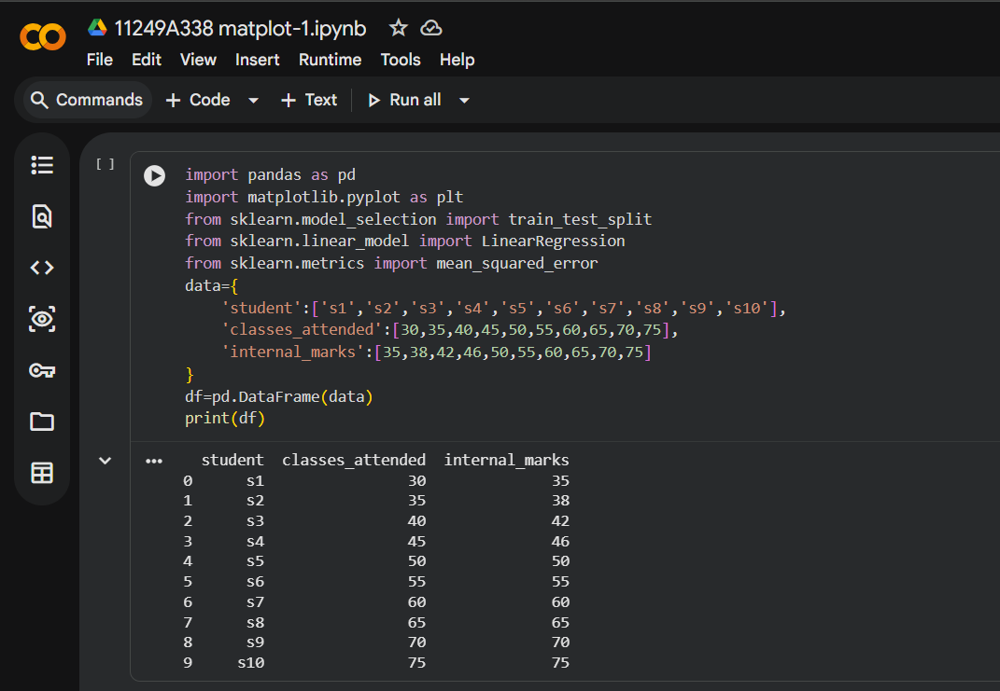 11249A338 matplot-1.ipynb
File Edit View Insert Runtime Tools Help
Commands + Code + Text Run all
[ ]
import pandas as pd
import matplotlib.pyplot as plt
from sklearn.model_selection import train_test_split
from sklearn.linear_model import LinearRegression
from sklearn.metrics import mean_squared_error
data={
    'student':['s1','s2','s3','s4','s5','s6','s7','s8','s9','s10'],
    'classes_attended':[30,35,40,45,50,55,60,65,70,75],
    'internal_marks':[35,38,42,46,50,55,60,65,70,75]
}
df=pd.DataFrame(data)
print(df)
  student  classes_attended  internal_marks
0      s1                30              35
1      s2                35              38
2      s3                40              42
3      s4                45              46
4      s5                50              50
5      s6                55              55
6      s7                60              60
7      s8                65              65
8      s9                70              70
9     s10                75              75